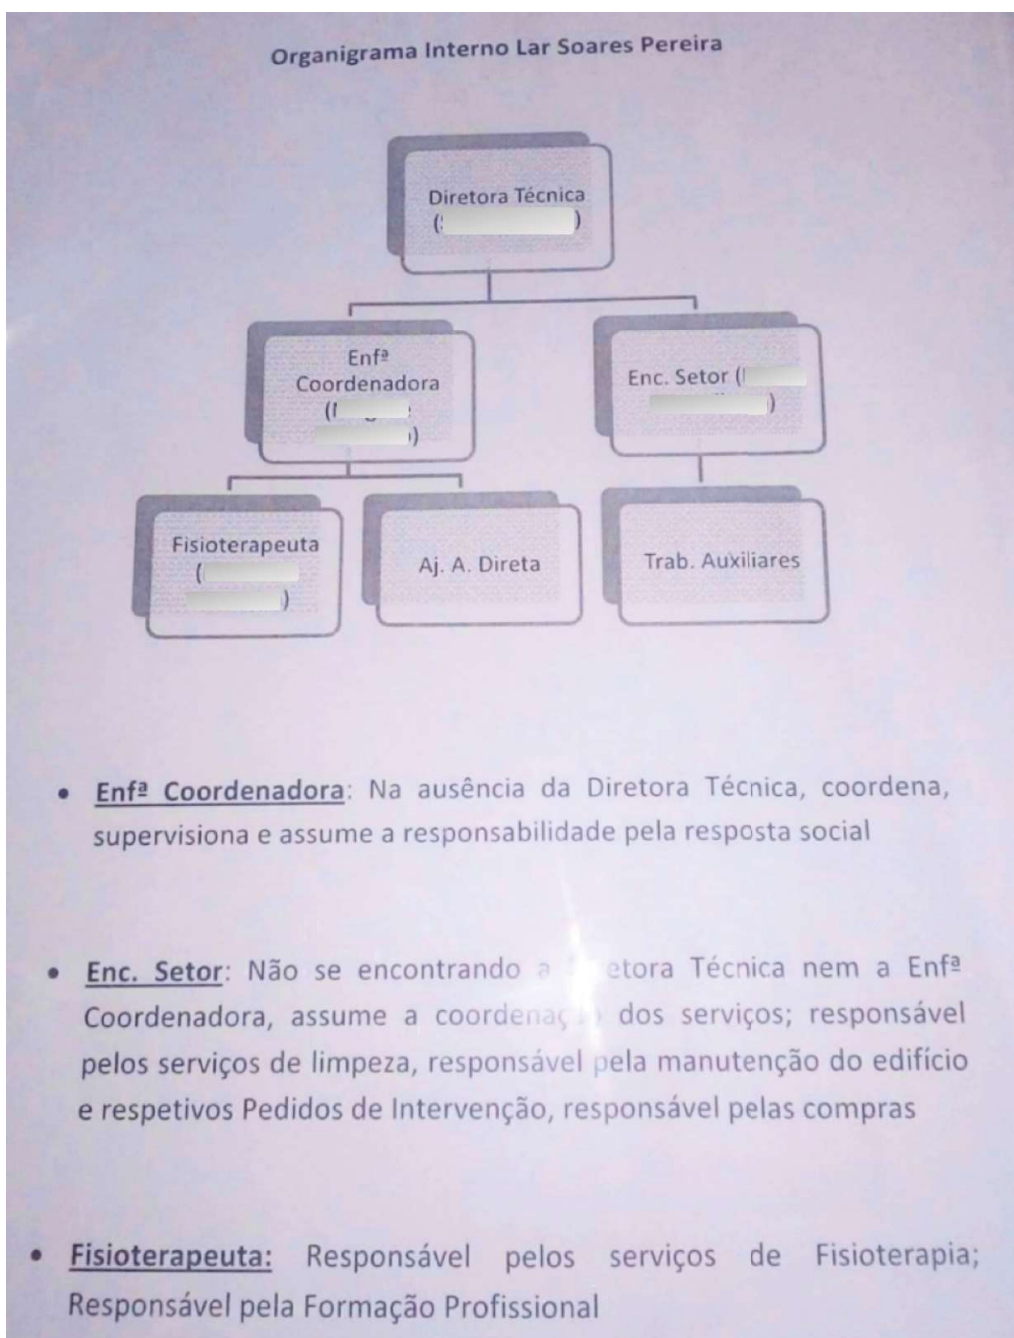 Organigrama Interno Lar Soares Pereira
Diretora Técnica
( )
Enfª
Coordenadora
(
)
Enc. Setor (
)
Fisioterapeuta
(
)
Aj. A. Direta
Trab. Auxiliares
• Enfª Coordenadora: Na ausência da Diretora Técnica, coordena,
supervisiona e assume a responsabilidade pela resposta social
• Enc. Setor: Não se encontrando a etora Técnica nem a Enfª
Coordenadora, assume a dos serviços; responsável
pelos serviços de limpeza, responsável pela manutenção do edifício
e respetivos Pedidos de Intervenção, responsável pelas compras
• Fisioterapeuta: Responsável pelos serviços de Fisioterapia;
Responsável pela Formação Profissional